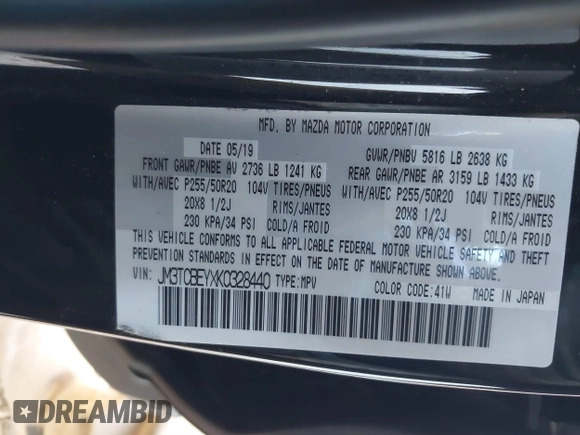 MFD. BY MAZDA MOTOR CORPORATION
DATE 05/19 GVWR/PNBV 5816 LB 2638 KG
FRONT GAWR/PNBE AV 2736 LB 1241 KG REAR GAWR/PNBE AR 3159 LB 1433 KG
WITH/AVEC P255/50R20 104V TIRES/PNEUS WITH/AVEC P255/50R20 104V TIRES/PNEUS
20X8 1/2J RIMS/JANTES 20X8 1/2J RIMS/JANTES
230 KPA/34 PSI COLD/A FROID 230 KPA/34 PSI COLD/A FROID
THIS VEHICLE CONFORMS TO ALL APPLICABLE FEDERAL MOTOR VEHICLE SAFETY AND THEFT
PREVENTION STANDARDS IN EFFECT ON THE DATE OF MANUFACTURE SHOWN ABOVE.
VIN: JM3TCBEYXK0328440 TYPE:MPV COLOR CODE:41W MADE IN JAPAN
DREAMBID